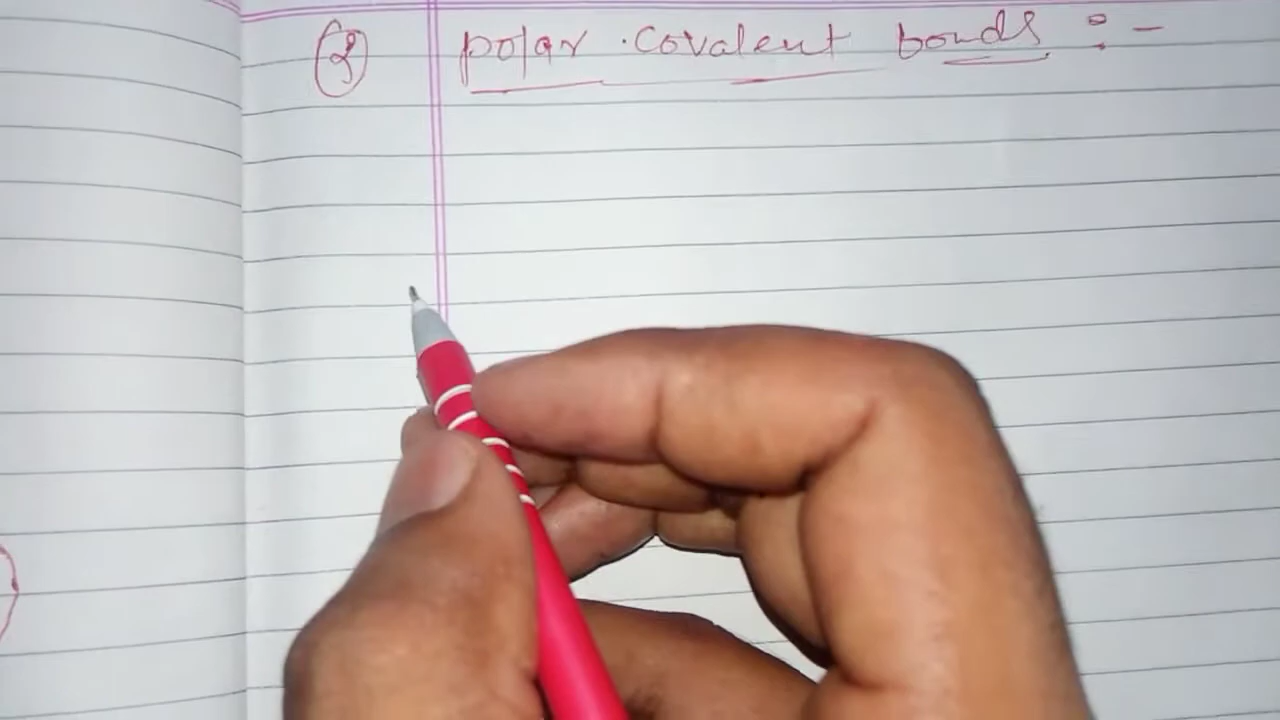 ② polar covalent bonds :-